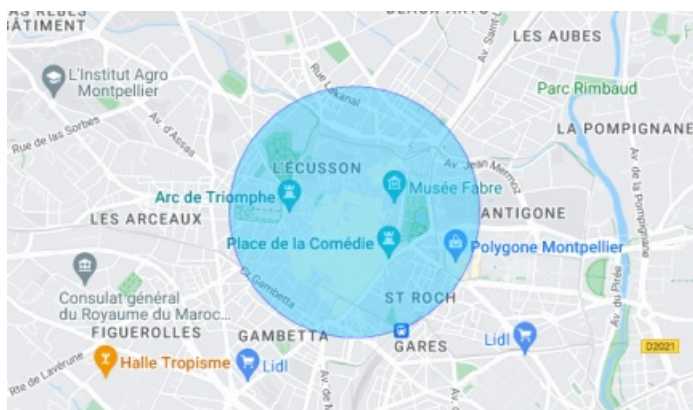 BÂTIMENT
LES AUBES
L'Institut Agro
Montpellier
Parc Rimbaud
Rue Lakanal
Rue de las Sorbes
Av. d'Assas
LA POMPIGNANE
L'ÉCUSSON
Av. Jean Mermoz
Arc de Triomphe
Musée Fabre
Av. de la Pompignane
LES ARCEAUX
ANTIGONE
Place de la Comédie
Polygone Montpellier
Consulat général
du Royaume du Maroc...
Gambetta
ST ROCH
Av. du Pirée
FIGUEROLLES
GAMBETTA
GARES
Lidl
D2021
Halle Tropisme
Lidl
Rte de Lavérune